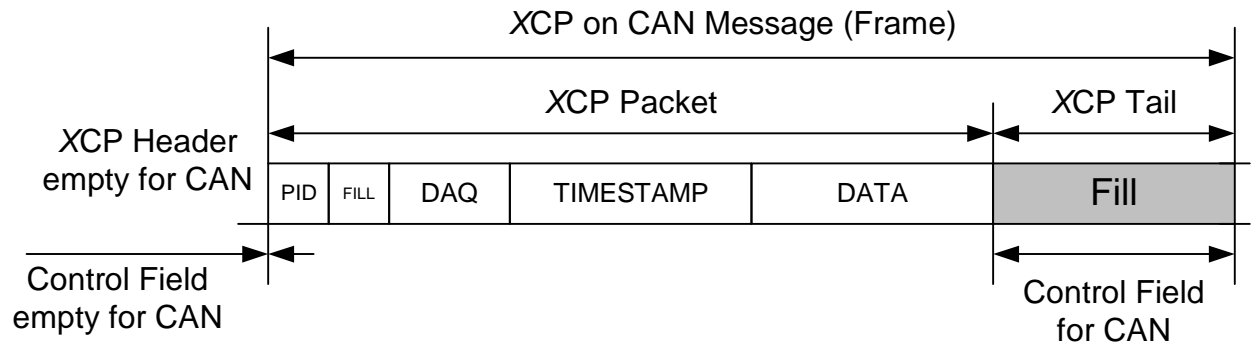 XCP on CAN Message (Frame)
XCP Packet
XCP Tail
XCP Header
empty for CAN
PID
FILL
DAQ
TIMESTAMP
DATA
Fill
Control Field
empty for CAN
Control Field
for CAN